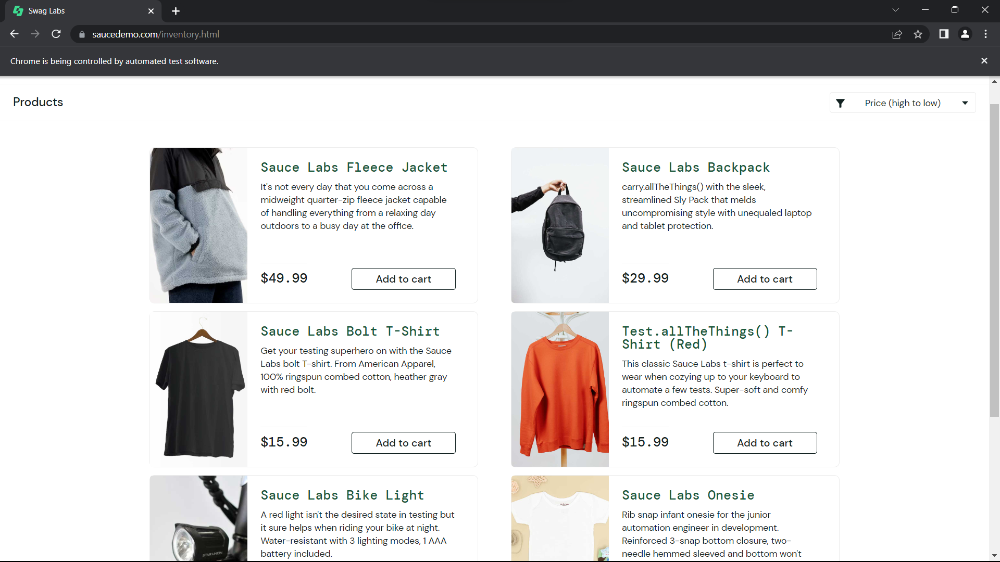 Swag Labs
saucedemo.com/inventory.html
Chrome is being controlled by automated test software.
Products
Price (high to low)
Sauce Labs Fleece Jacket
It's not every day that you come across a
midweight quarter-zip fleece jacket capable
of handling everything from a relaxing day
outdoors to a busy day at the office.
$49.99
Add to cart
Sauce Labs Backpack
carry.allTheThings() with the sleek,
streamlined Sly Pack that melds
uncompromising style with unequaled laptop
and tablet protection.
$29.99
Add to cart
Sauce Labs Bolt T-Shirt
Get your testing superhero on with the Sauce
Labs bolt T-shirt. From American Apparel,
100% ringspun combed cotton, heather gray
with red bolt.
$15.99
Add to cart
Test.allTheThings() T-
Shirt (Red)
This classic Sauce Labs t-shirt is perfect to
wear when cozying up to your keyboard to
automate a few tests. Super-soft and comfy
ringspun combed cotton.
$15.99
Add to cart
Sauce Labs Bike Light
A red light isn't the desired state in testing but
it sure helps when riding your bike at night.
Water-resistant with 3 lighting modes, 1 AAA
battery included.
STAR UNION
Sauce Labs Onesie
Rib snap infant onesie for the junior
automation engineer in development.
Reinforced 3-snap bottom closure, two-
needle hemmed sleeved and bottom won't